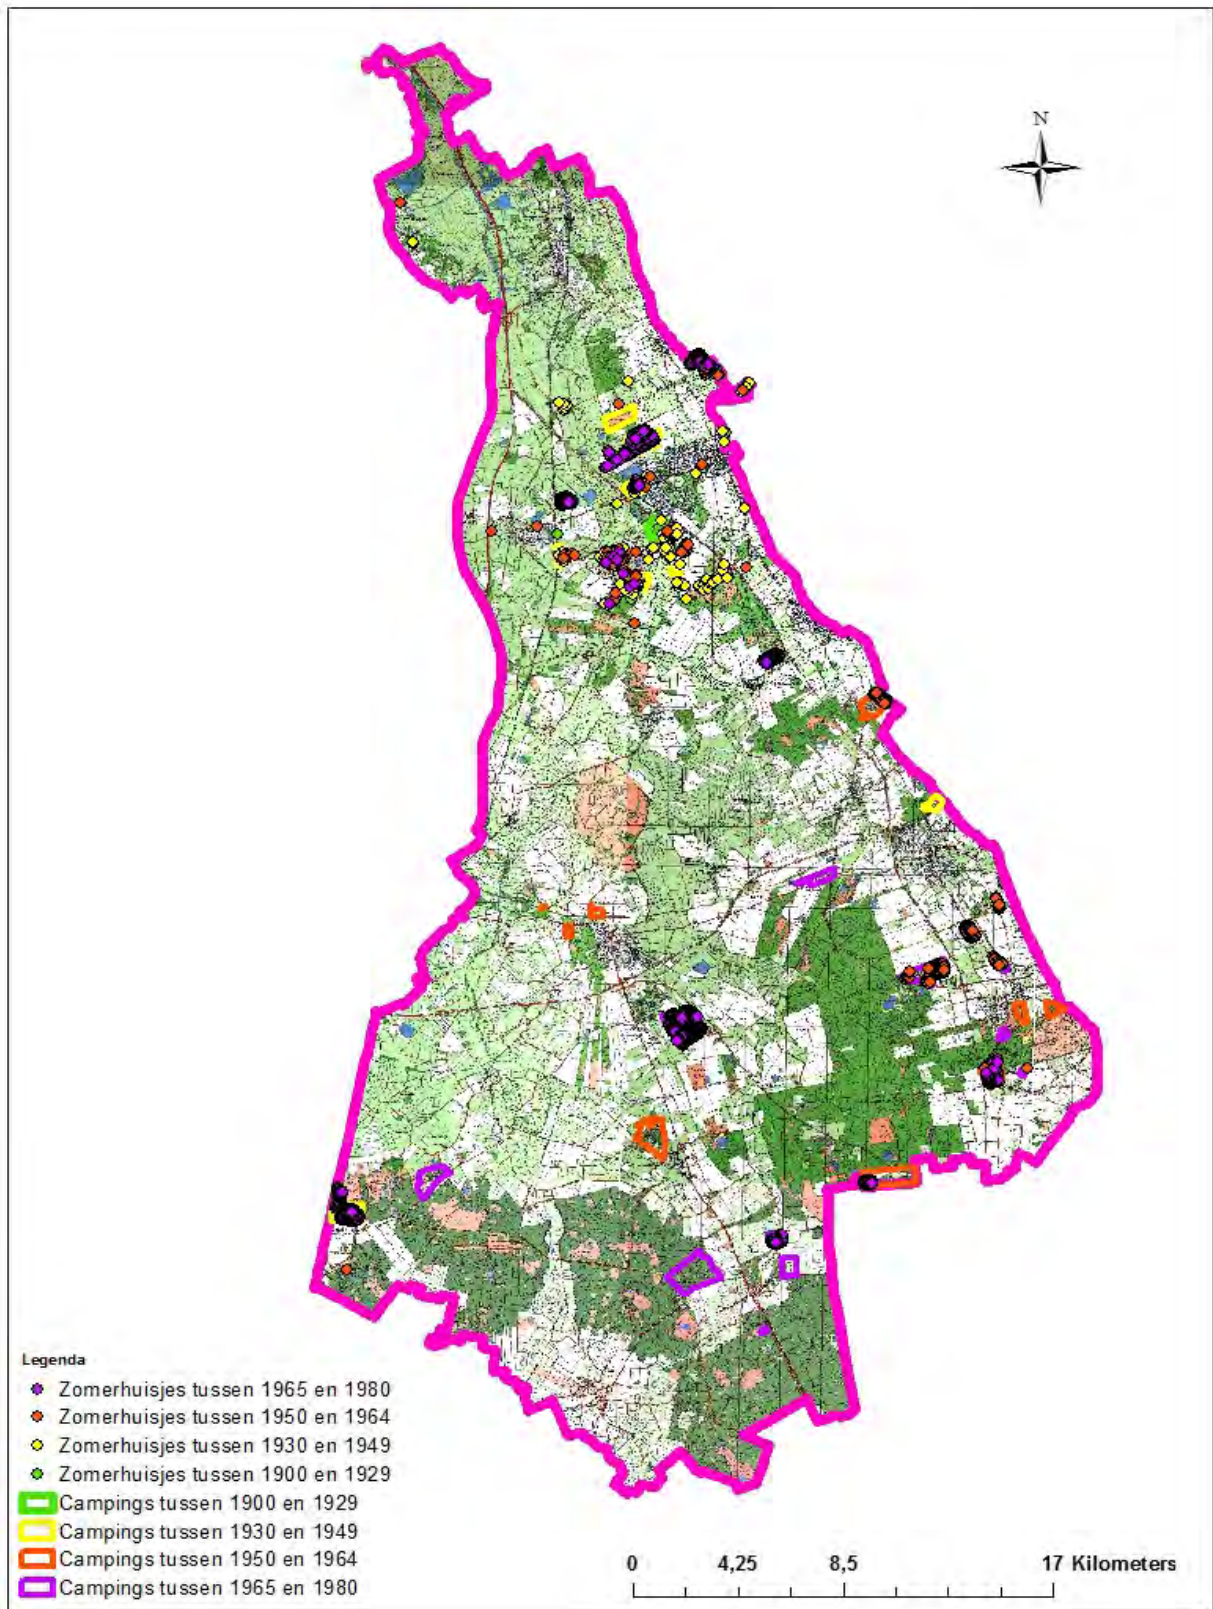 N
Legenda
Zomerhuisjes tussen 1965 en 1980
Zomerhuisjes tussen 1950 en 1964
Zomerhuisjes tussen 1930 en 1949
Zomerhuisjes tussen 1900 en 1929
Campings tussen 1900 en 1929
Campings tussen 1930 en 1949
Campings tussen 1950 en 1964
Campings tussen 1965 en 1980
0 4,25 8,5 17 Kilometers